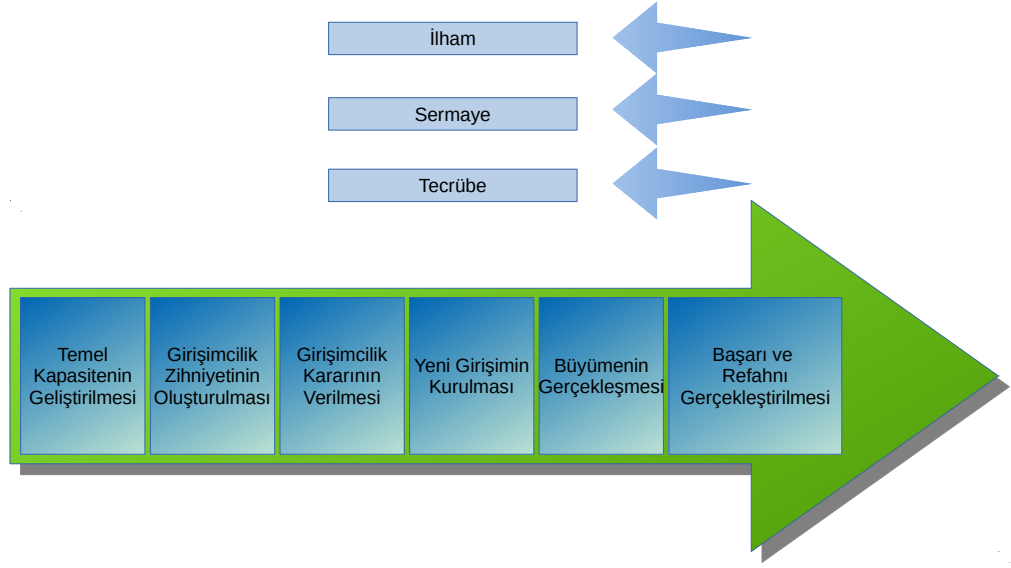 İlham
Sermaye
Tecrübe
Temel
Kapasitenin
Geliştirilmesi
Girişimcilik
Zihniyetinin
Oluşturulması
Girişimcilik
Kararının
Verilmesi
Yeni Girişimin
Kurulması
Büyümenin
Gerçekleşmesi
Başarı ve
Refahnı
Gerçekleştirilmesi